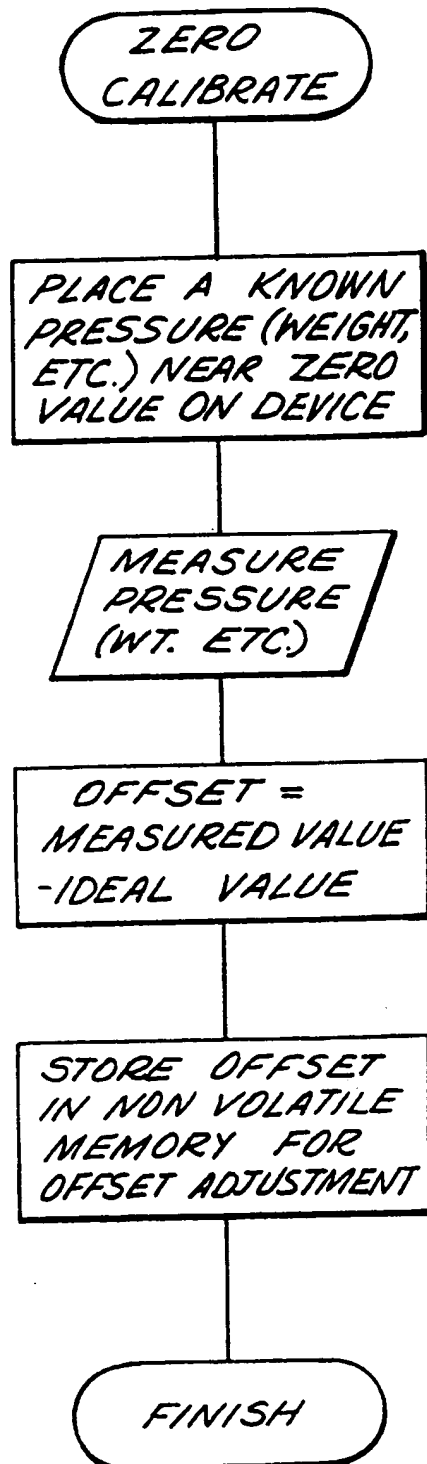 ZERO
CALIBRATE
PLACE A KNOWN
PRESSURE (WEIGHT,
ETC.) NEAR ZERO
VALUE ON DEVICE
MEASURE
PRESSURE
(WT. ETC.)
OFFSET =
MEASURED VALUE
-IDEAL VALUE
STORE OFFSET
IN NON VOLATILE
MEMORY FOR
OFFSET ADJUSTMENT
FINISH